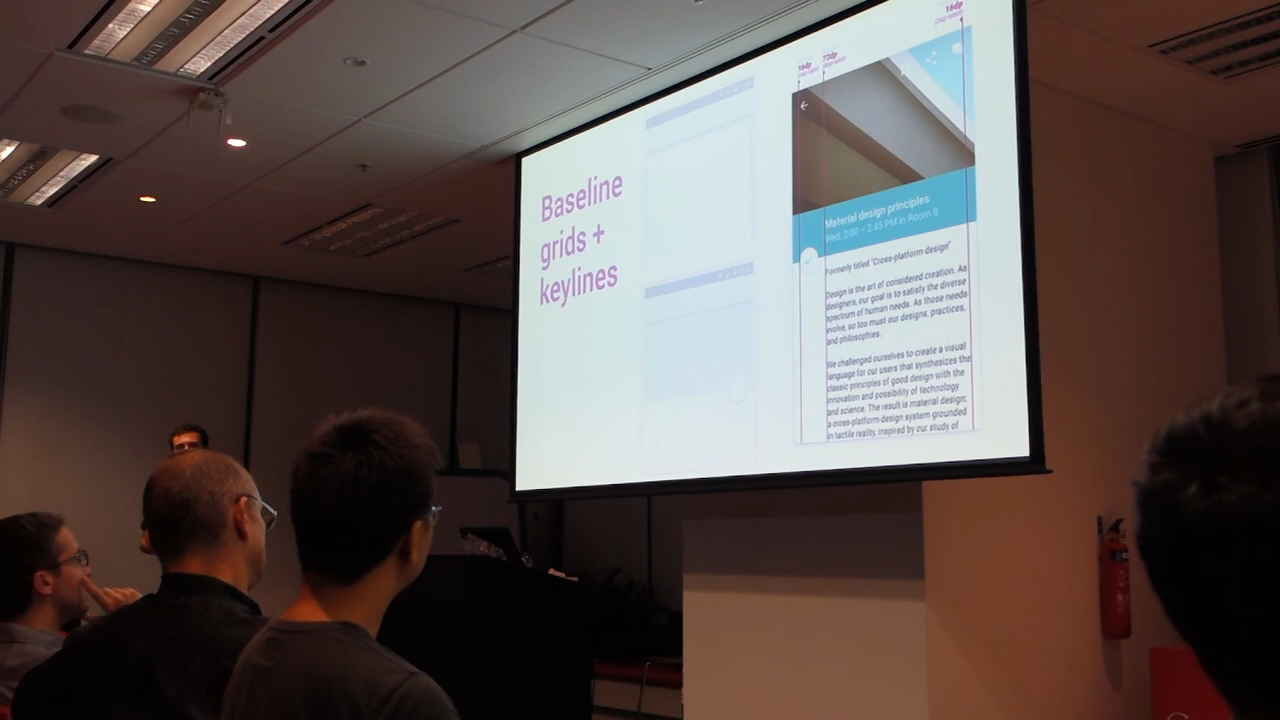 Baseline
grids +
keylines
16dp
72dp
16dp
Material design principles
Wed, 2:00 – 2:45 PM in Room B
Formerly titled "Cross-platform design"
Design is the art of considered creation. As
designers, our goal is to satisfy the diverse
spectrum of human needs. As those needs
evolve, so too must our designs, practices,
and philosophies.
We challenged ourselves to create a visual
language for our users that synthesizes the
classic principles of good design with the
innovation and possibility of technology
and science. The result is material design:
a cross-platform design system grounded
in tactile reality, inspired by our study of